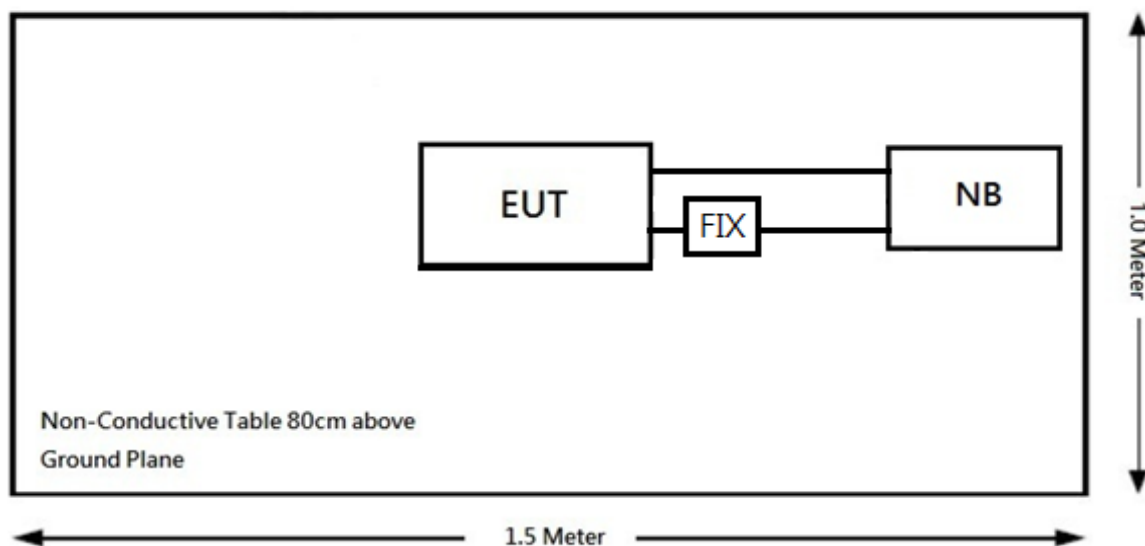 EUT
NB
FIX
1.0 Meter
Non-Conductive Table 80cm above
Ground Plane
1.5 Meter